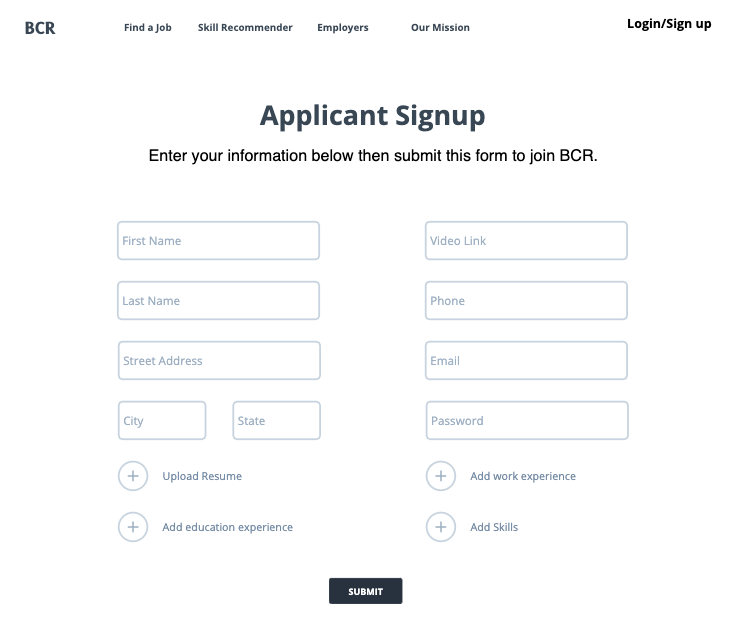 BCR
Find a Job
Skill Recommender
Employers
Our Mission
Login/Sign up
Applicant Signup
Enter your information below then submit this form to join BCR.
First Name
Video Link
Last Name
Phone
Street Address
Email
City
State
Password
Upload Resume
Add work experience
Add education experience
Add Skills
SUBMIT